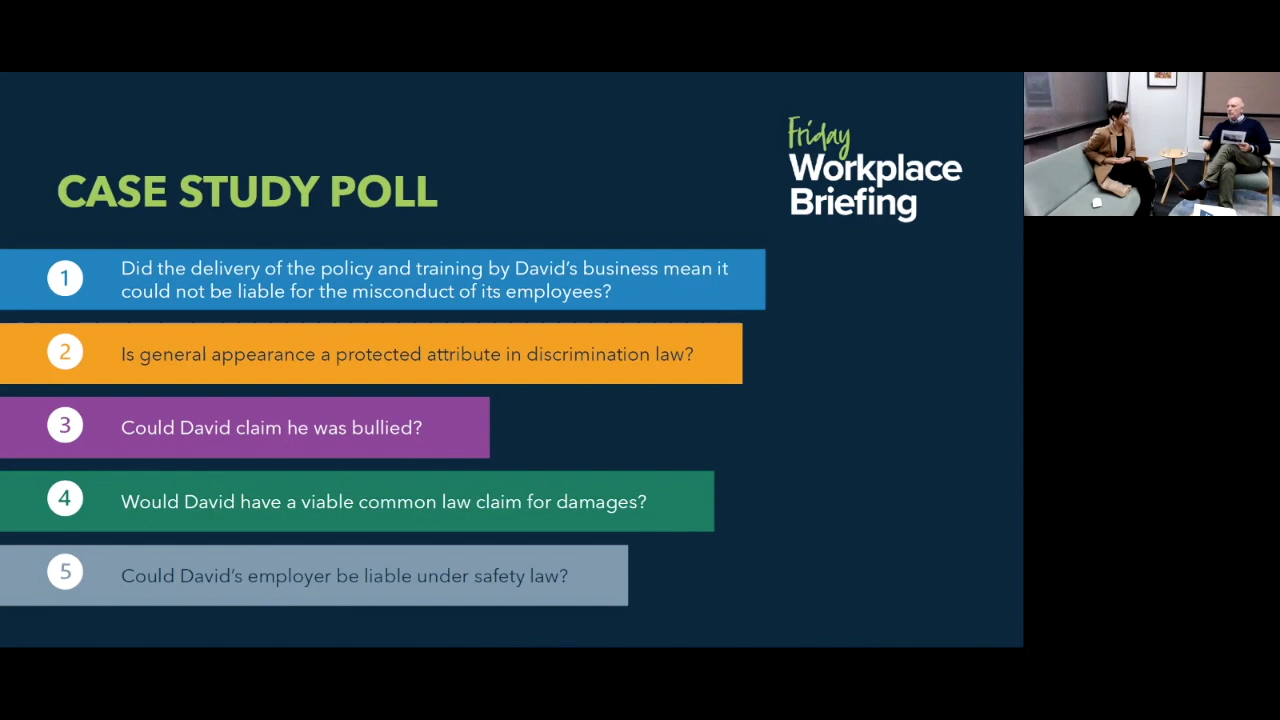 Friday
Workplace
Briefing
CASE STUDY POLL
1
Did the delivery of the policy and training by David's business mean it
could not be liable for the misconduct of its employees?
2
Is general appearance a protected attribute in discrimination law?
3
Could David claim he was bullied?
4
Would David have a viable common law claim for damages?
5
Could David's employer be liable under safety law?